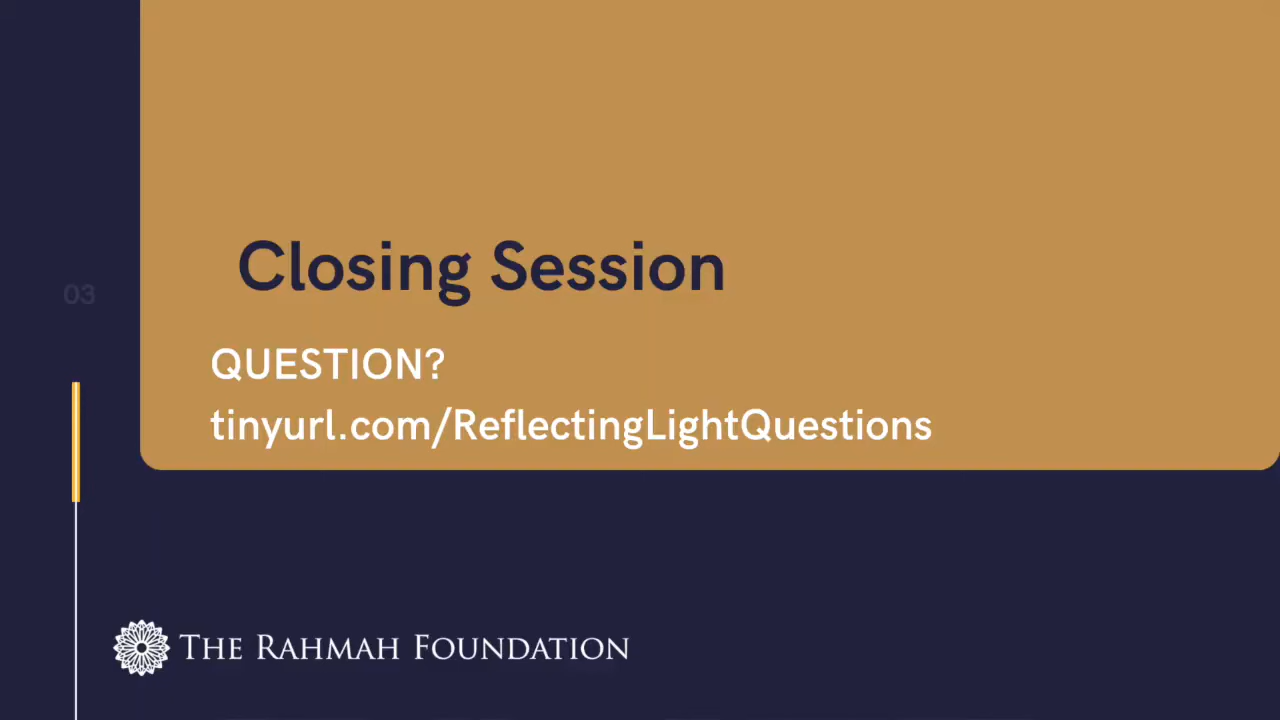 Closing Session
03
QUESTION?
tinyurl.com/ReflectingLightQuestions
THE RAHMAH FOUNDATION